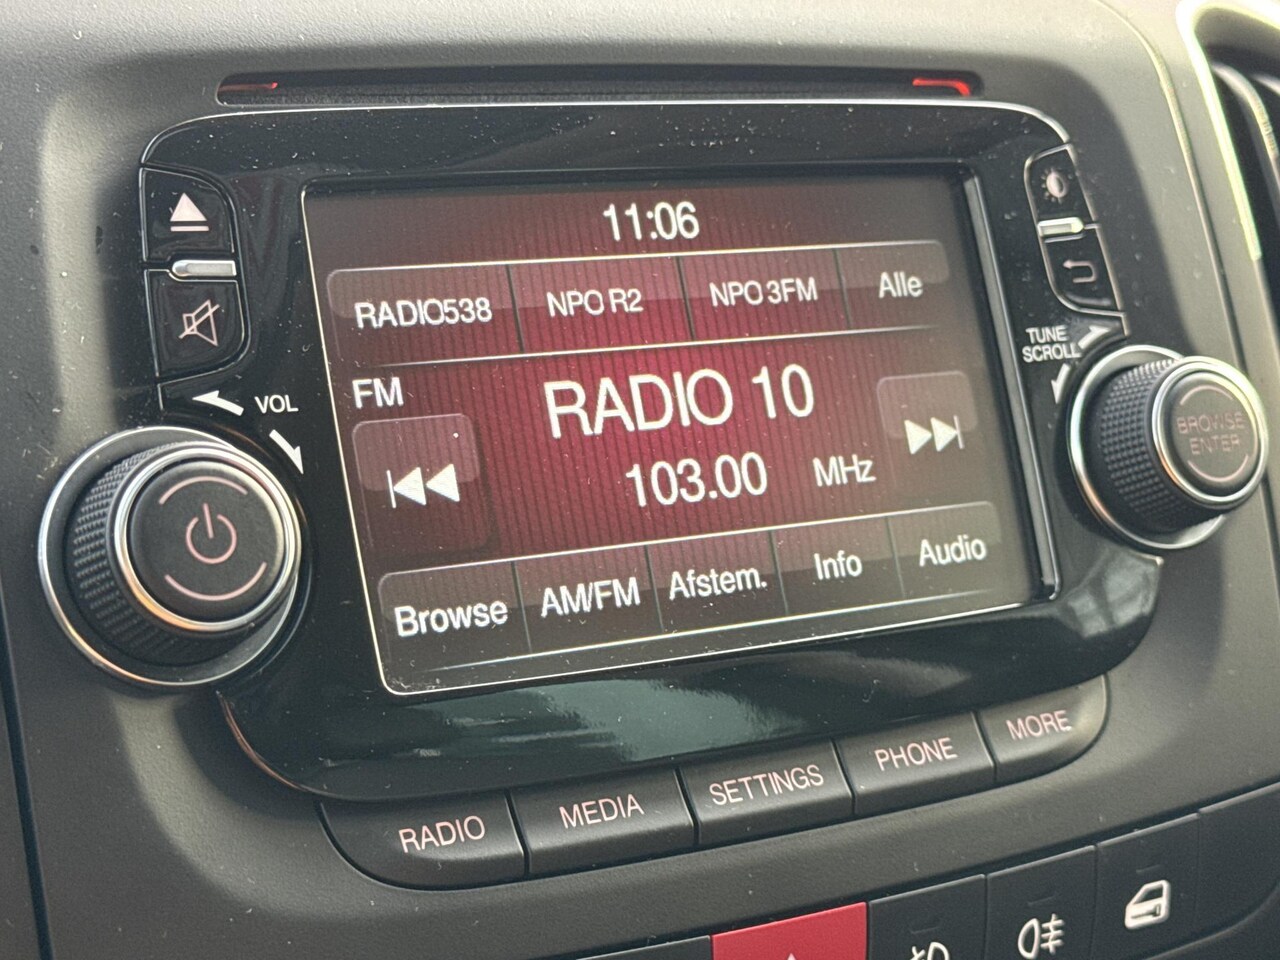 11:06
RADIO538 NPO R2 NPO 3FM Alle
TUNE
SCROLL
FM
RADIO 10
VOL
103.00 MHz
BROWSE
ENTER
Browse AM/FM Afstem. Info Audio
RADIO MEDIA SETTINGS PHONE MORE